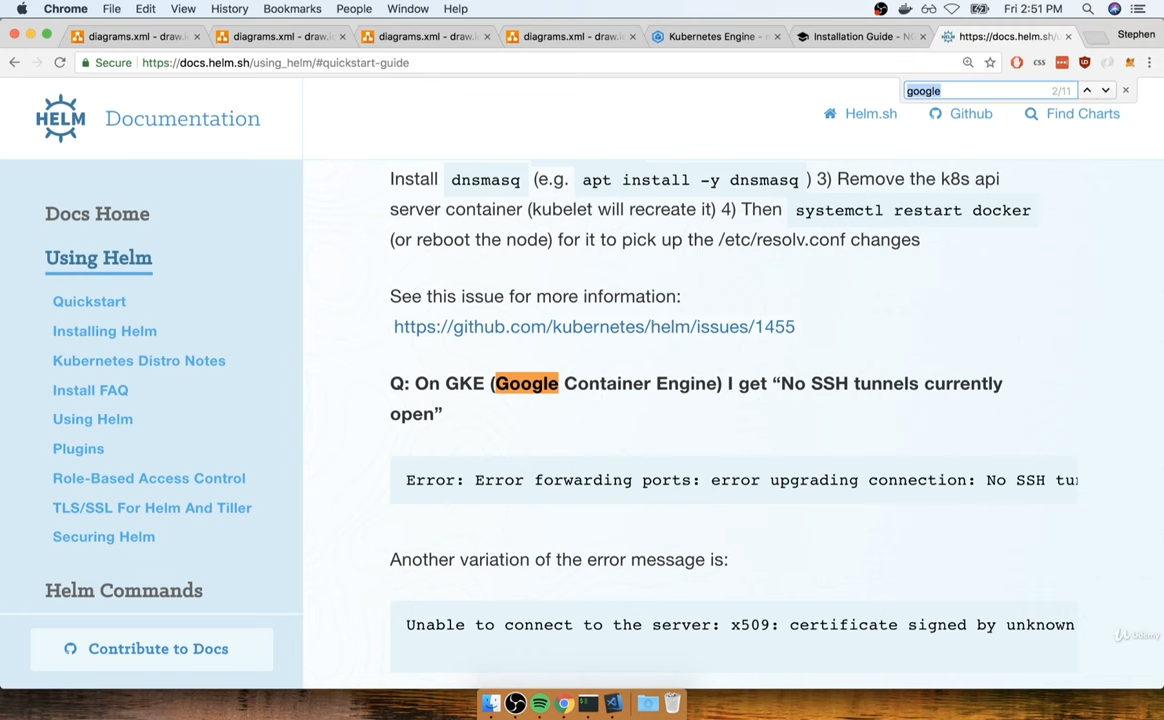 Chrome File Edit View History Bookmarks People Window Help Fri 2:51 PM
diagrams.xml - draw.i × diagrams.xml - draw.i × diagrams.xml - draw.i × diagrams.xml - draw.i × Kubernetes Engine - × Installation Guide - NG × https://docs.helm.sh/u × Stephen
Secure https://docs.helm.sh/using_helm/#quickstart-guide CSS
google 2/11
HELM Documentation
Helm.sh Github Find Charts
Docs Home
Using Helm
Quickstart
Installing Helm
Kubernetes Distro Notes
Install FAQ
Using Helm
Plugins
Role-Based Access Control
TLS/SSL For Helm And Tiller
Securing Helm
Helm Commands
Contribute to Docs
Install dnsmasq (e.g. apt install -y dnsmasq ) 3) Remove the k8s api
server container (kubelet will recreate it) 4) Then systemctl restart docker
(or reboot the node) for it to pick up the /etc/resolv.conf changes
See this issue for more information:
https://github.com/kubernetes/helm/issues/1455
Q: On GKE (Google Container Engine) I get “No SSH tunnels currently
open”
Error: Error forwarding ports: error upgrading connection: No SSH tu
Another variation of the error message is:
Unable to connect to the server: x509: certificate signed by unknown
Udemy